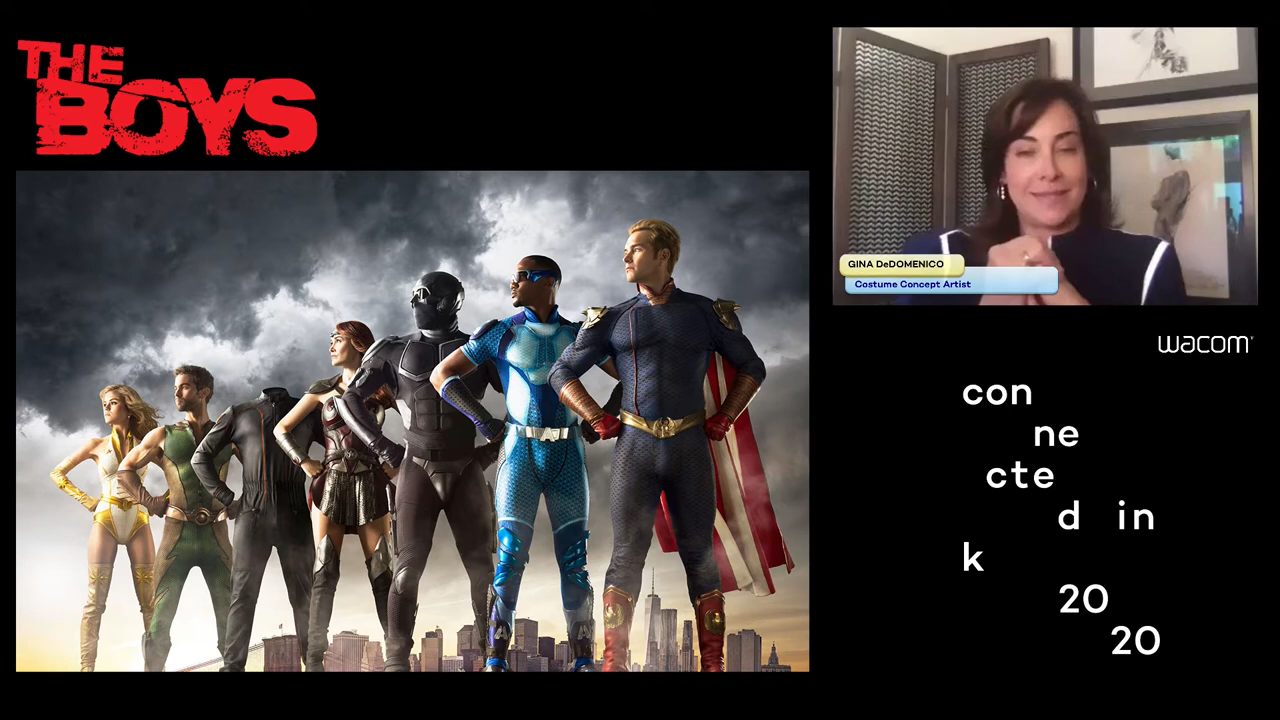 THE
BOYS
GINA DeDOMENICO
Costume Concept Artist
wacom
con
ne
cte
d in
k
20
20